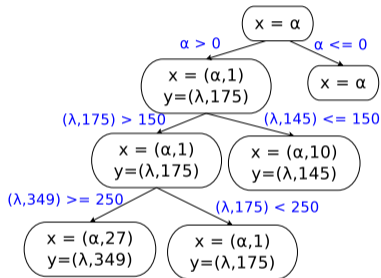 x = α
α > 0
α <= 0
x = (α,1)
y=(λ,175)
x = α
(λ,175) > 150
(λ,145) <= 150
x = (α,1)
y=(λ,175)
x = (α,10)
y=(λ,145)
(λ,349) >= 250
(λ,175) < 250
x = (α,27)
y=(λ,349)
x = (α,1)
y=(λ,175)